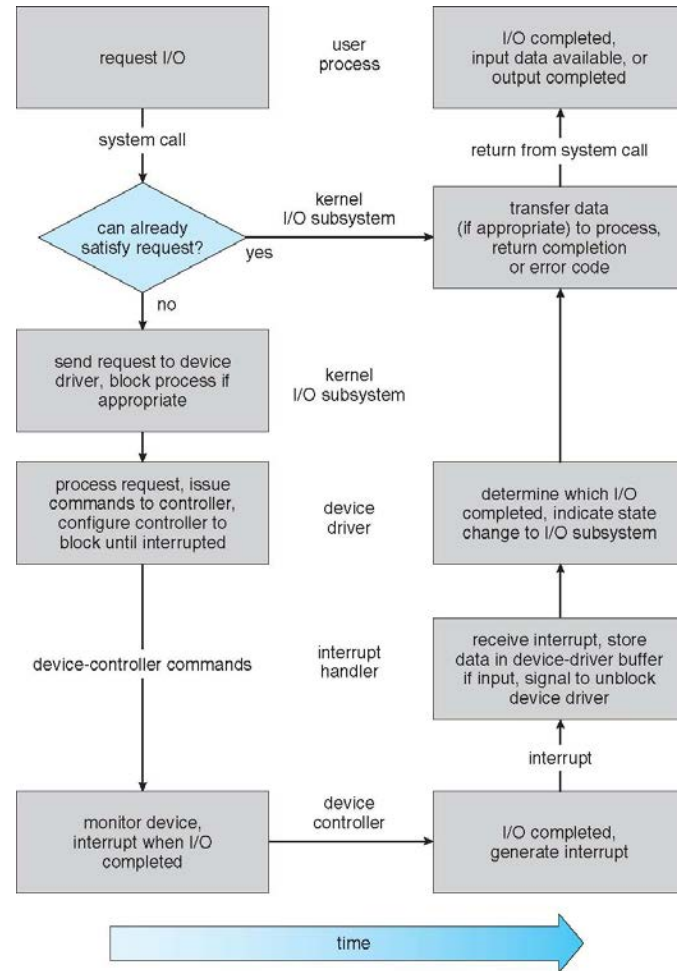 request I/O
user
process
I/O completed,
input data available, or
output completed
system call
return from system call
can already
satisfy request?
kernel
I/O subsystem
yes
transfer data
(if appropriate) to process,
return completion
or error code
no
send request to device
driver, block process if
appropriate
kernel
I/O subsystem
process request, issue
commands to controller,
configure controller to
block until interrupted
device
driver
determine which I/O
completed, indicate state
change to I/O subsystem
device-controller commands
interrupt
handler
receive interrupt, store
data in device-driver buffer
if input, signal to unblock
device driver
interrupt
monitor device,
interrupt when I/O
completed
device
controller
I/O completed,
generate interrupt
time